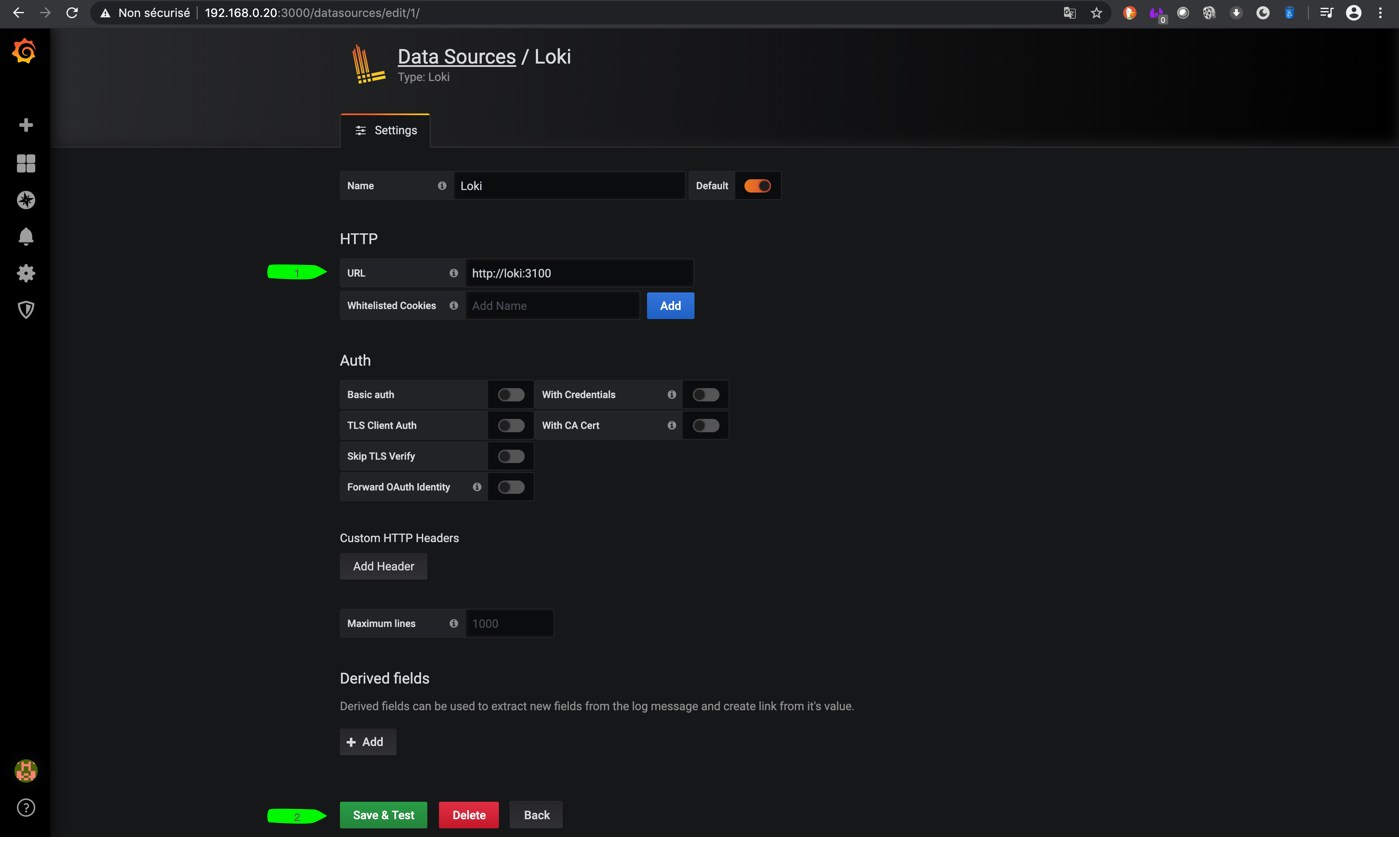 Non sécurisé 192.168.0.20:3000/datasources/edit/1/
0
Data Sources / Loki
Type: Loki
Settings
Name Loki Default
HTTP
1 URL http://loki:3100
Whitelisted Cookies Add Name Add
Auth
Basic auth With Credentials
TLS Client Auth With CA Cert
Skip TLS Verify
Forward OAuth Identity
Custom HTTP Headers
Add Header
Maximum lines 1000
Derived fields
Derived fields can be used to extract new fields from the log message and create link from it's value.
+ Add
2 Save & Test Delete Back